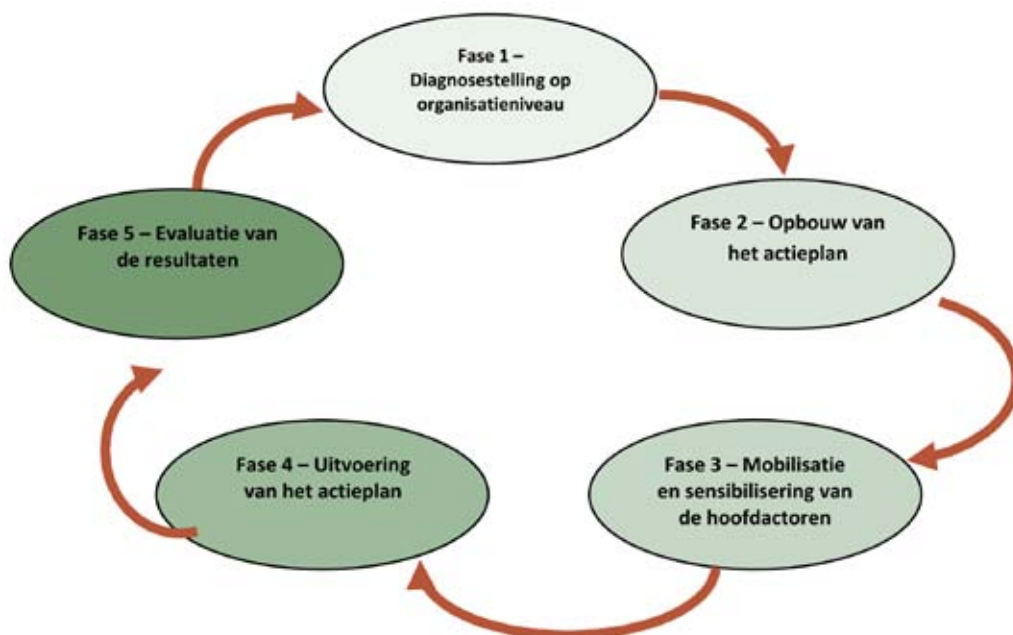 Fase 1 –
Diagnosestelling op
organisatieniveau
Fase 2 – Opbouw van
het actieplan
Fase 3 – Mobilisatie
en sensibilisering van
de hoofdactoren
Fase 4 – Uitvoering
van het actieplan
Fase 5 – Evaluatie van
de resultaten